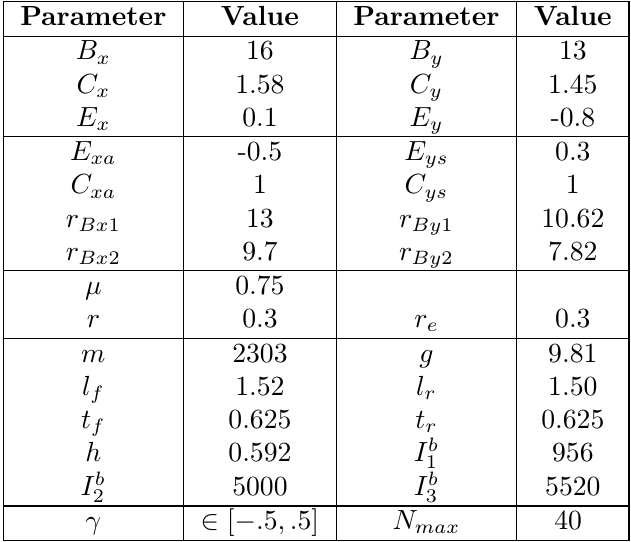 Parameter Value Parameter Value
B_x 16 B_y 13
C_x 1.58 C_y 1.45
E_x 0.1 E_y -0.8
E_{xa} -0.5 E_{ys} 0.3
C_{xa} 1 C_{ys} 1
r_{Bx1} 13 r_{By1} 10.62
r_{Bx2} 9.7 r_{By2} 7.82
μ 0.75
r 0.3 r_e 0.3
m 2303 g 9.81
l_f 1.52 l_r 1.50
t_f 0.625 t_r 0.625
h 0.592 I_1^b 956
I_2^b 5000 I_3^b 5520
γ ∈ [−.5, .5] N_{max} 40